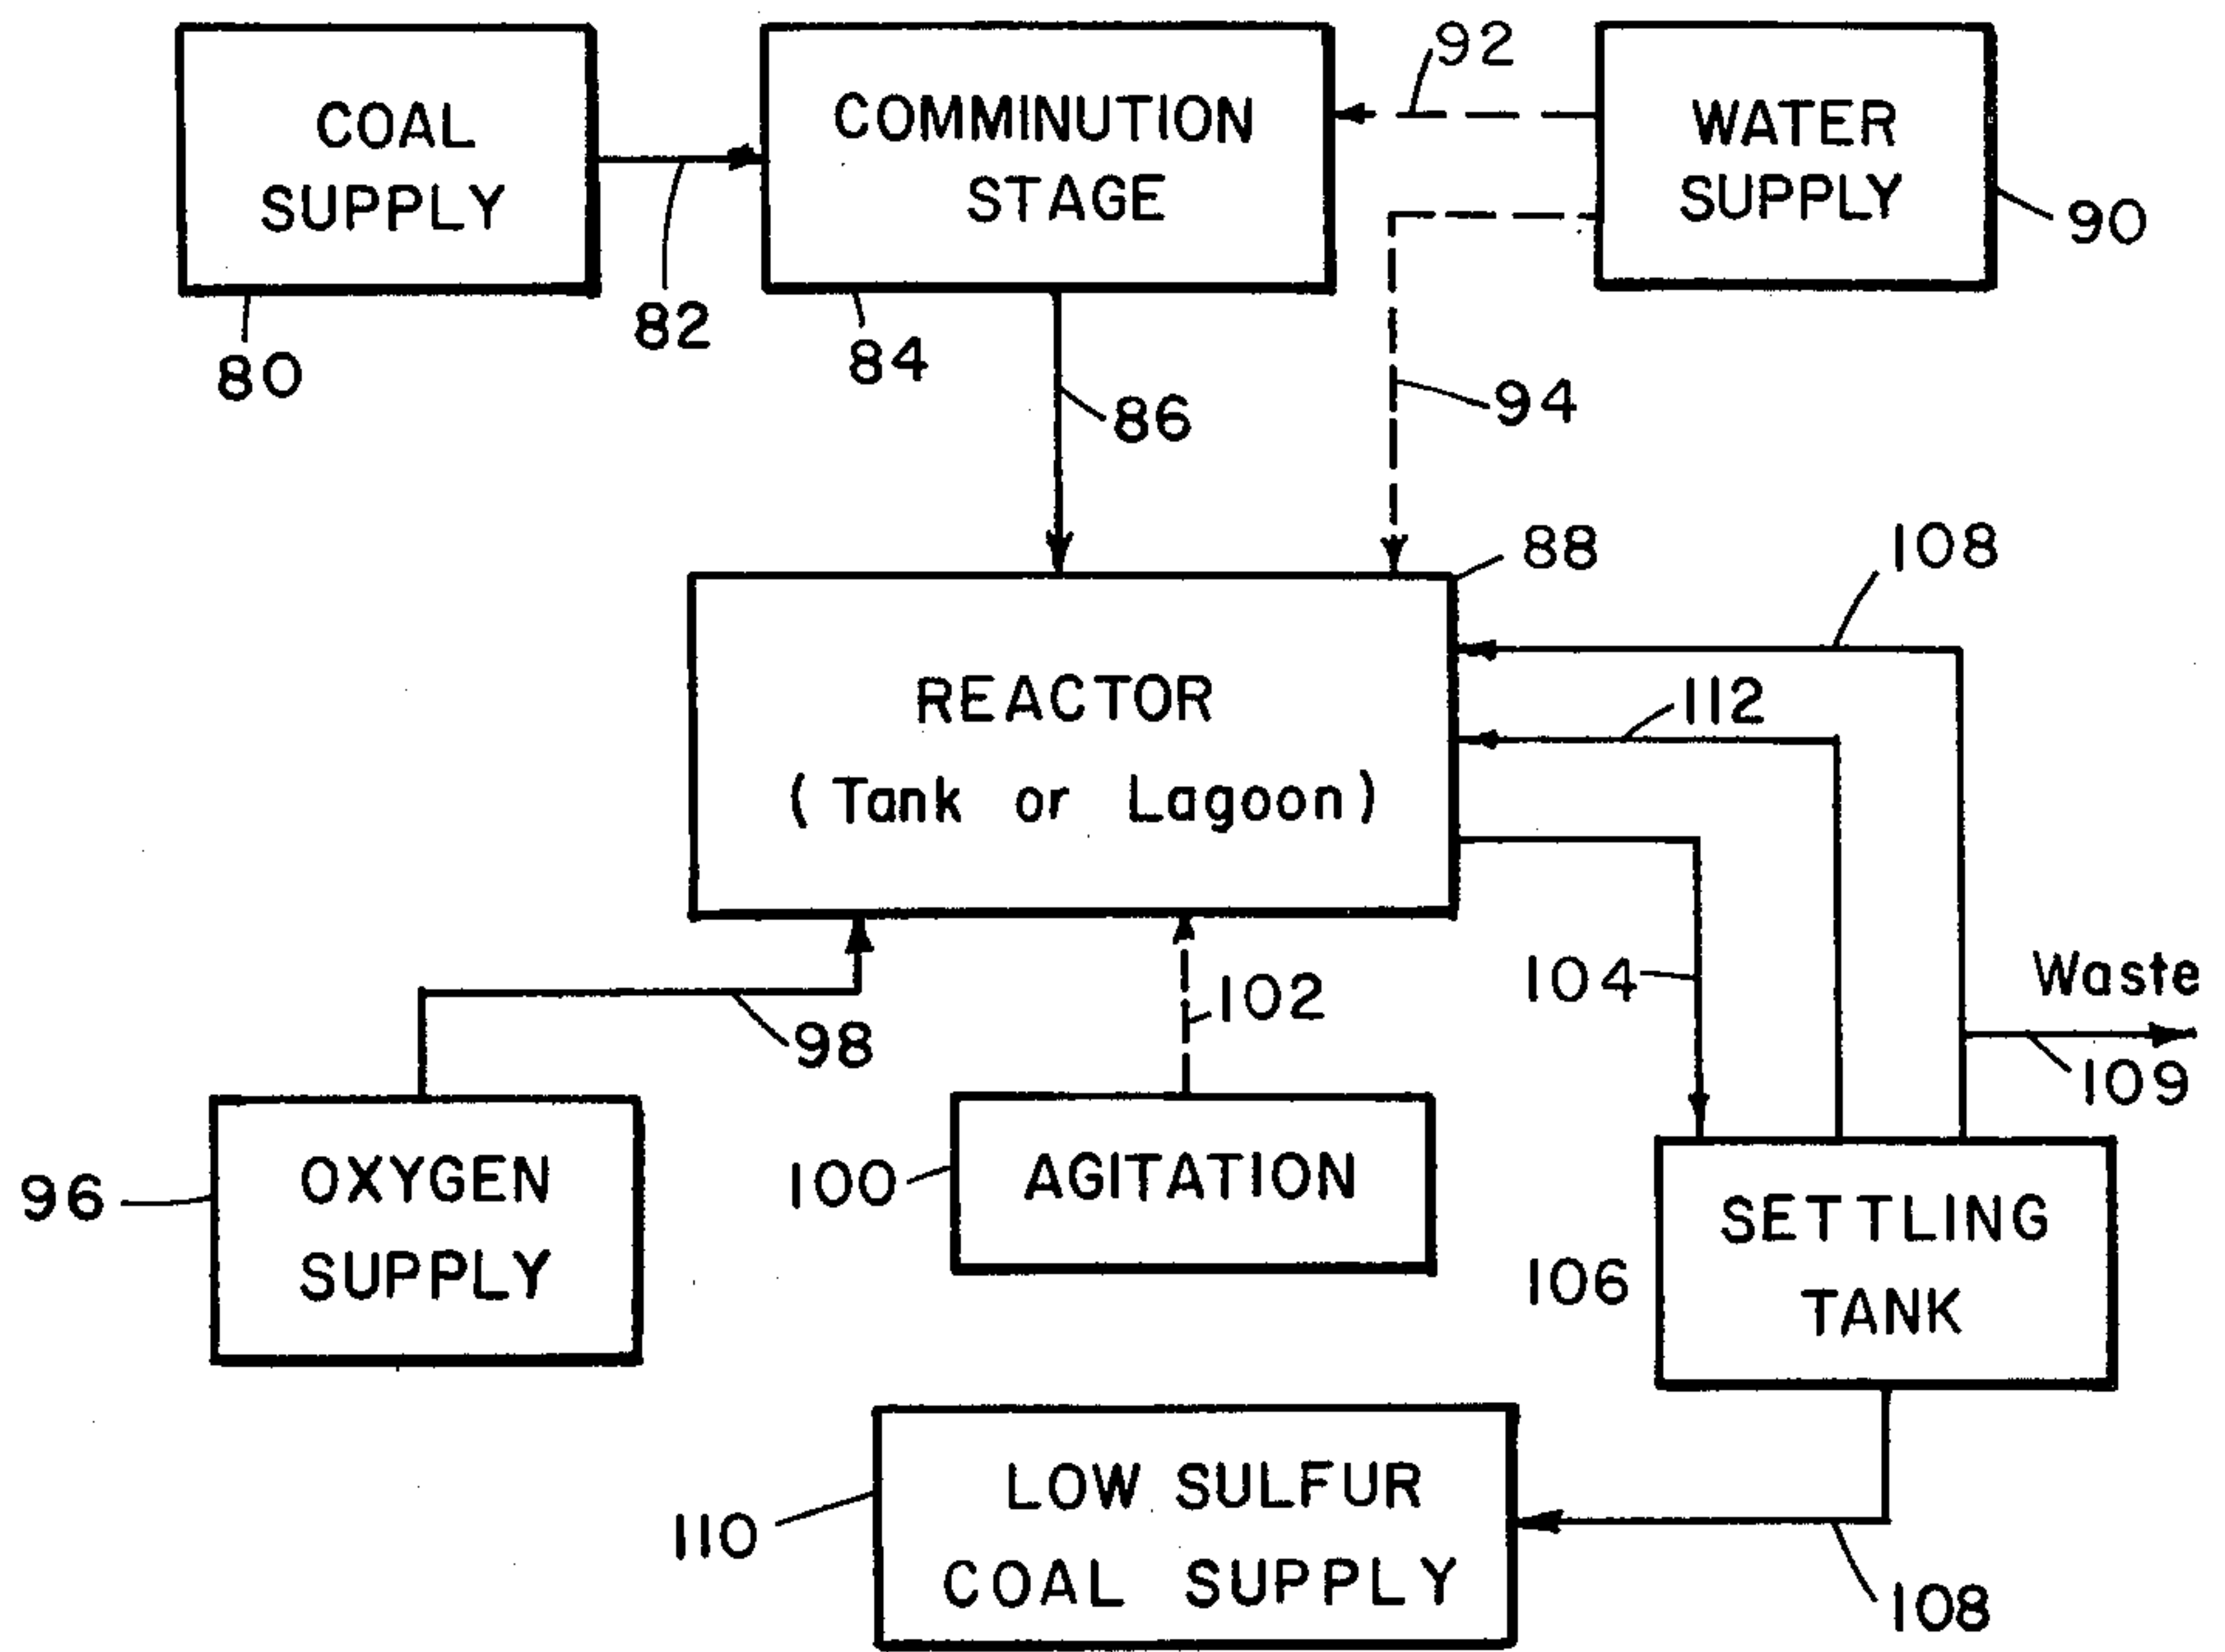 COAL
SUPPLY
80
82
COMMINUTION
STAGE
84
92
WATER
SUPPLY
90
86
94
88
REACTOR
(Tank or Lagoon)
108
112
104
Waste
109
98
102
OXYGEN
SUPPLY
96
AGITATION
100
SETTLING
TANK
106
LOW SULFUR
COAL SUPPLY
110
108